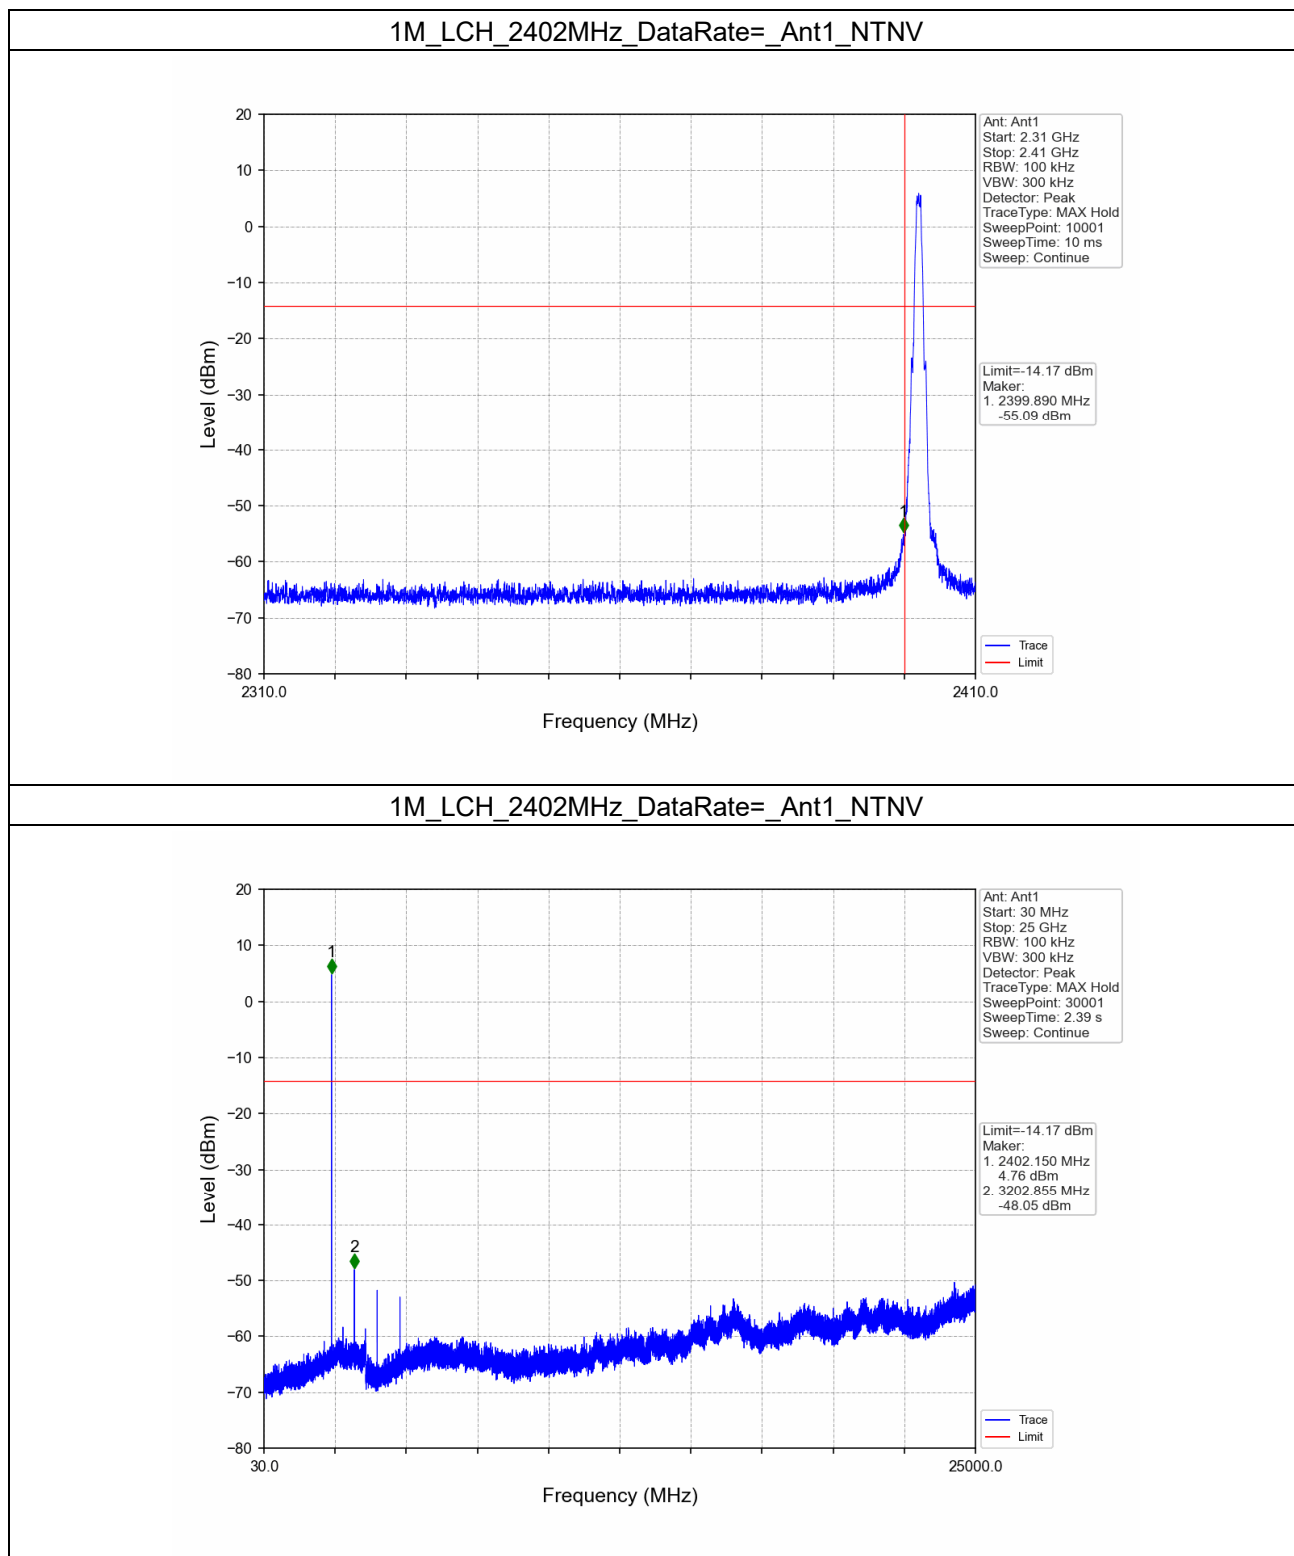 1M_LCH_2402MHz_DataRate=_Ant1_NTNV
20
10
0
−10
−20
−30
−40
−50
−60
−70
−80
Level (dBm)
1
2310.0
2410.0
Frequency (MHz)
Ant: Ant1
Start: 2.31 GHz
Stop: 2.41 GHz
RBW: 100 kHz
VBW: 300 kHz
Detector: Peak
TraceType: MAX Hold
SweepPoint: 10001
SweepTime: 10 ms
Sweep: Continue
Limit=-14.17 dBm
Maker:
1. 2399.890 MHz
-55.09 dBm
Trace
Limit
1M_LCH_2402MHz_DataRate=_Ant1_NTNV
20
10
0
−10
−20
−30
−40
−50
−60
−70
−80
Level (dBm)
1
2
30.0
25000.0
Frequency (MHz)
Ant: Ant1
Start: 30 MHz
Stop: 25 GHz
RBW: 100 kHz
VBW: 300 kHz
Detector: Peak
TraceType: MAX Hold
SweepPoint: 30001
SweepTime: 2.39 s
Sweep: Continue
Limit=-14.17 dBm
Maker:
1. 2402.150 MHz
4.76 dBm
2. 3202.855 MHz
-48.05 dBm
Trace
Limit